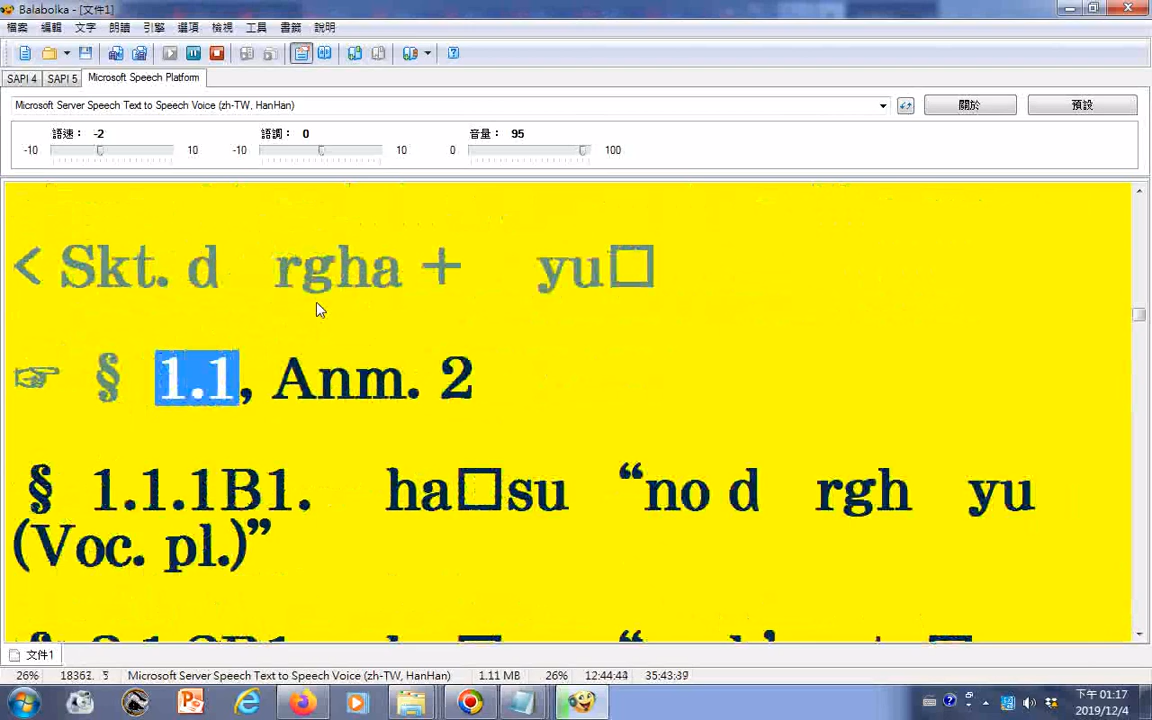 Balabolka - [文件1]
檔案 編輯 文字 朗讀 引擎 選項 檢視 工具 書籤 說明
SAPI 4 SAPI 5 Microsoft Speech Platform
Microsoft Server Speech Text to Speech Voice (zh-TW, HanHan) 關於 預設
語速： -2 語調： 0 音量： 95
-10 10 -10 10 0 100
< Skt. d rgha + yu□
☞ § 1.1, Anm. 2
§ 1.1.1B1. ha□su “no d rgh yu
(Voc. pl.)”
文件1
26% Microsoft Server Speech Text to Speech Voice (zh-TW, HanHan) 1.11 MB 26% 12:44:44 35:43:39
下午 01:17
2019/12/4